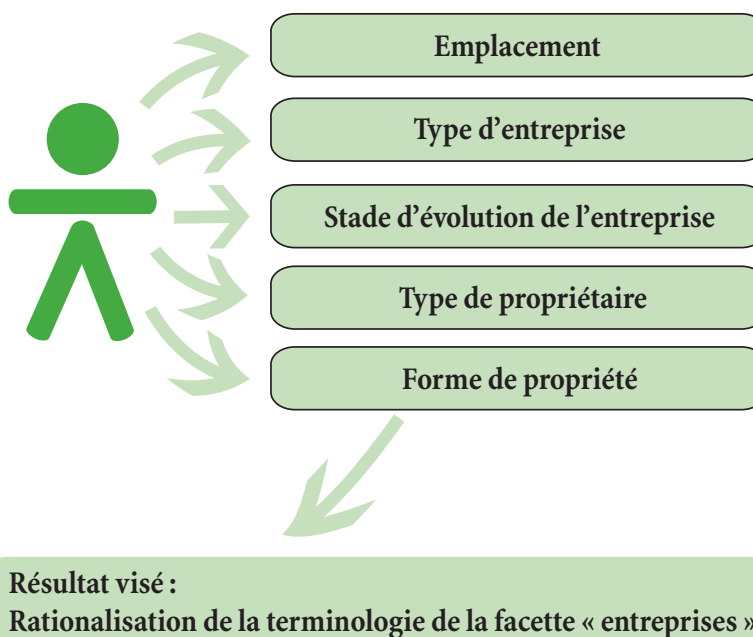 Emplacement
Type d’entreprise
Stade d’évolution de l’entreprise
Type de propriétaire
Forme de propriété
Résultat visé :
Rationalisation de la terminologie de la facette « entreprises »